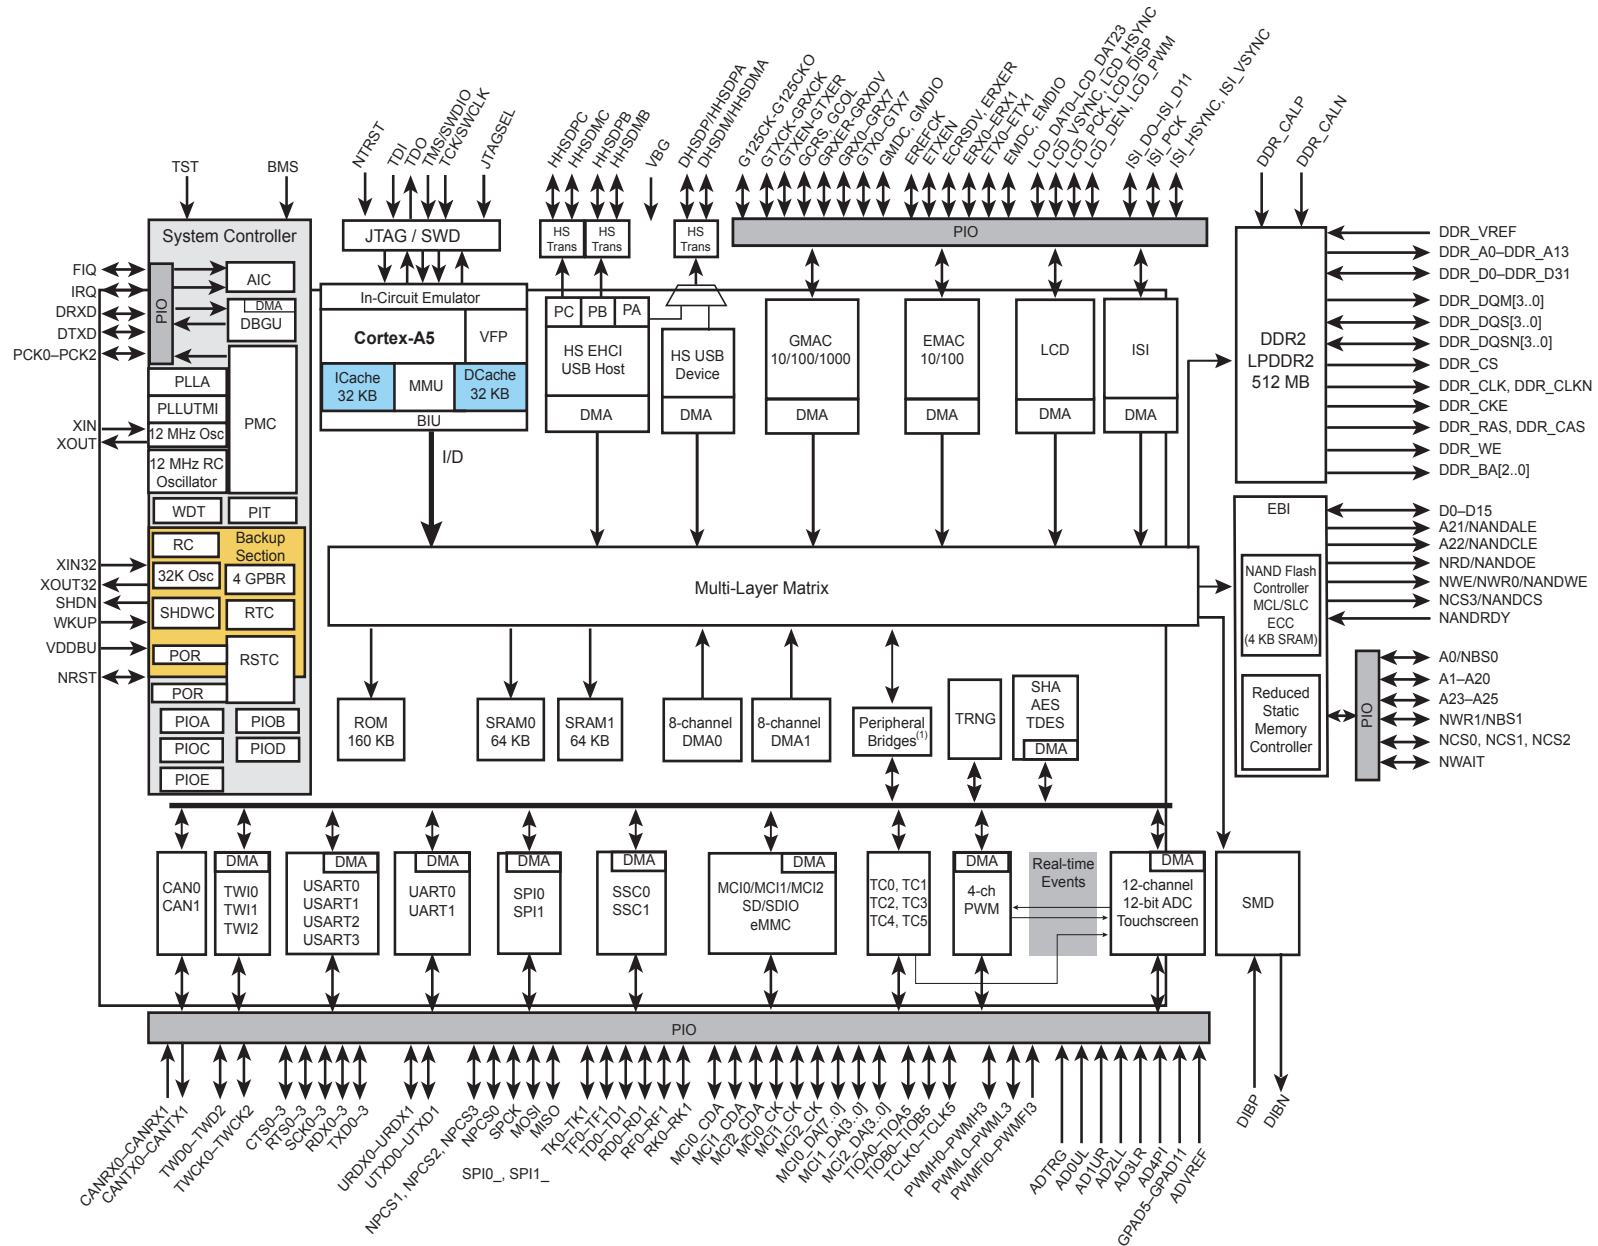 NTRST
TDI
TDO
TMS/SWDIO
TCK/SWCLK
JTAGSEL
HHSDPC
HHSDMC
HHSDPB
HHSDMB
VBG
DHSDP/HHSDPA
DHSDM/HHSDMA
G125CK-G125CKO
GTXCK-GRXCK
GTXEN-GTXER
GCRS, GCOL
GRXER-GRXDV
GRX0–GRX7
GTX0–GTX7
GMDC, GMDIO
EREFCK
ETXEN
ECRSDV, ERXER
ERX0–ERX1
ETX0–ETX1
EMDC, EMDIO
LCD_DAT0–LCD_DAT23
LCD_VSYNC, LCD_HSYNC
LCD_PCK, LCD_DISP
LCD_DEN, LCD_PWM
ISI_DO–ISI_D11
ISI_PCK
ISI_HSYNC, ISI_VSYNC
DDR_CALP
DDR_CALN
TST
BMS
System Controller
FIQ
IRQ
DRXD
DTXD
PCK0–PCK2
XIN
XOUT
XIN32
XOUT32
SHDN
WKUP
VDDBU
NRST
PIO
AIC
DMA
DBGU
PLLA
PLLUTMI
12 MHz Osc
12 MHz RC
Oscillator
PMC
WDT
PIT
RC
Backup
Section
32K Osc
4 GPBR
SHDWC
RTC
POR
RSTC
POR
PIOA
PIOB
PIOC
PIOD
PIOE
JTAG / SWD
In-Circuit Emulator
Cortex-A5
VFP
ICache
32 KB
MMU
DCache
32 KB
BIU
I/D
HS
Trans
HS
Trans
HS
Trans
PC
PB
PA
HS EHCI
USB Host
DMA
HS USB
Device
DMA
PIO
GMAC
10/100/1000
DMA
EMAC
10/100
DMA
LCD
DMA
ISI
DMA
DDR2
LPDDR2
512 MB
DDR_VREF
DDR_A0–DDR_A13
DDR_D0–DDR_D31
DDR_DQM[3..0]
DDR_DQS[3..0]
DDR_DQSN[3..0]
DDR_CS
DDR_CLK, DDR_CLKN
DDR_CKE
DDR_RAS, DDR_CAS
DDR_WE
DDR_BA[2..0]
EBI
NAND Flash
Controller
MCL/SLC
ECC
(4 KB SRAM)
Reduced
Static
Memory
Controller
PIO
D0–D15
A21/NANDALE
A22/NANDCLE
NRD/NANDOE
NWE/NWR0/NANDWE
NCS3/NANDCS
NANDRDY
A0/NBS0
A1–A20
A23–A25
NWR1/NBS1
NCS0, NCS1, NCS2
NWAIT
Multi-Layer Matrix
ROM
160 KB
SRAM0
64 KB
SRAM1
64 KB
8-channel
DMA0
8-channel
DMA1
Peripheral
Bridges(1)
TRNG
SHA
AES
TDES
DMA
CAN0
CAN1
DMA
TWI0
TWI1
TWI2
DMA
USART0
USART1
USART2
USART3
DMA
UART0
UART1
DMA
SPI0
SPI1
DMA
SSC0
SSC1
DMA
MCI0/MCI1/MCI2
SD/SDIO
eMMC
TC0, TC1
TC2, TC3
TC4, TC5
DMA
4-ch
PWM
Real-time
Events
DMA
12-channel
12-bit ADC
Touchscreen
SMD
PIO
CANRX0–CANRX1
CANTX0–CANTX1
TWD0–TWD2
TWCK0–TWCK2
CTS0–3
RTS0–3
SCK0–3
RDX0–3
TXD0–3
URDX0–URDX1
UTXD0–UTXD1
NPCS1, NPCS2, NPCS3
NPCS0
SPCK
MOSI
MISO
SPI0_, SPI1_
TK0–TK1
TF0–TF1
TD0–TD1
RD0–RD1
RF0–RF1
RK0–RK1
MCI0_CDA
MCI1_CDA
MCI2_CDA
MCI0_CK
MCI1_CK
MCI2_CK
MCI0_DA[7..0]
MCI1_DA[3..0]
MCI2_DA[3..0]
TIOA0–TIOA5
TIOB0–TIOB5
TCLK0–TCLK5
PWMH0–PWMH3
PWML0–PWML3
PWMFI0–PWMFI3
ADTRG
AD0UL
AD1UR
AD2LL
AD3LR
AD4PI
GPAD5–GPAD11
ADVREF
DIBP
DIBN